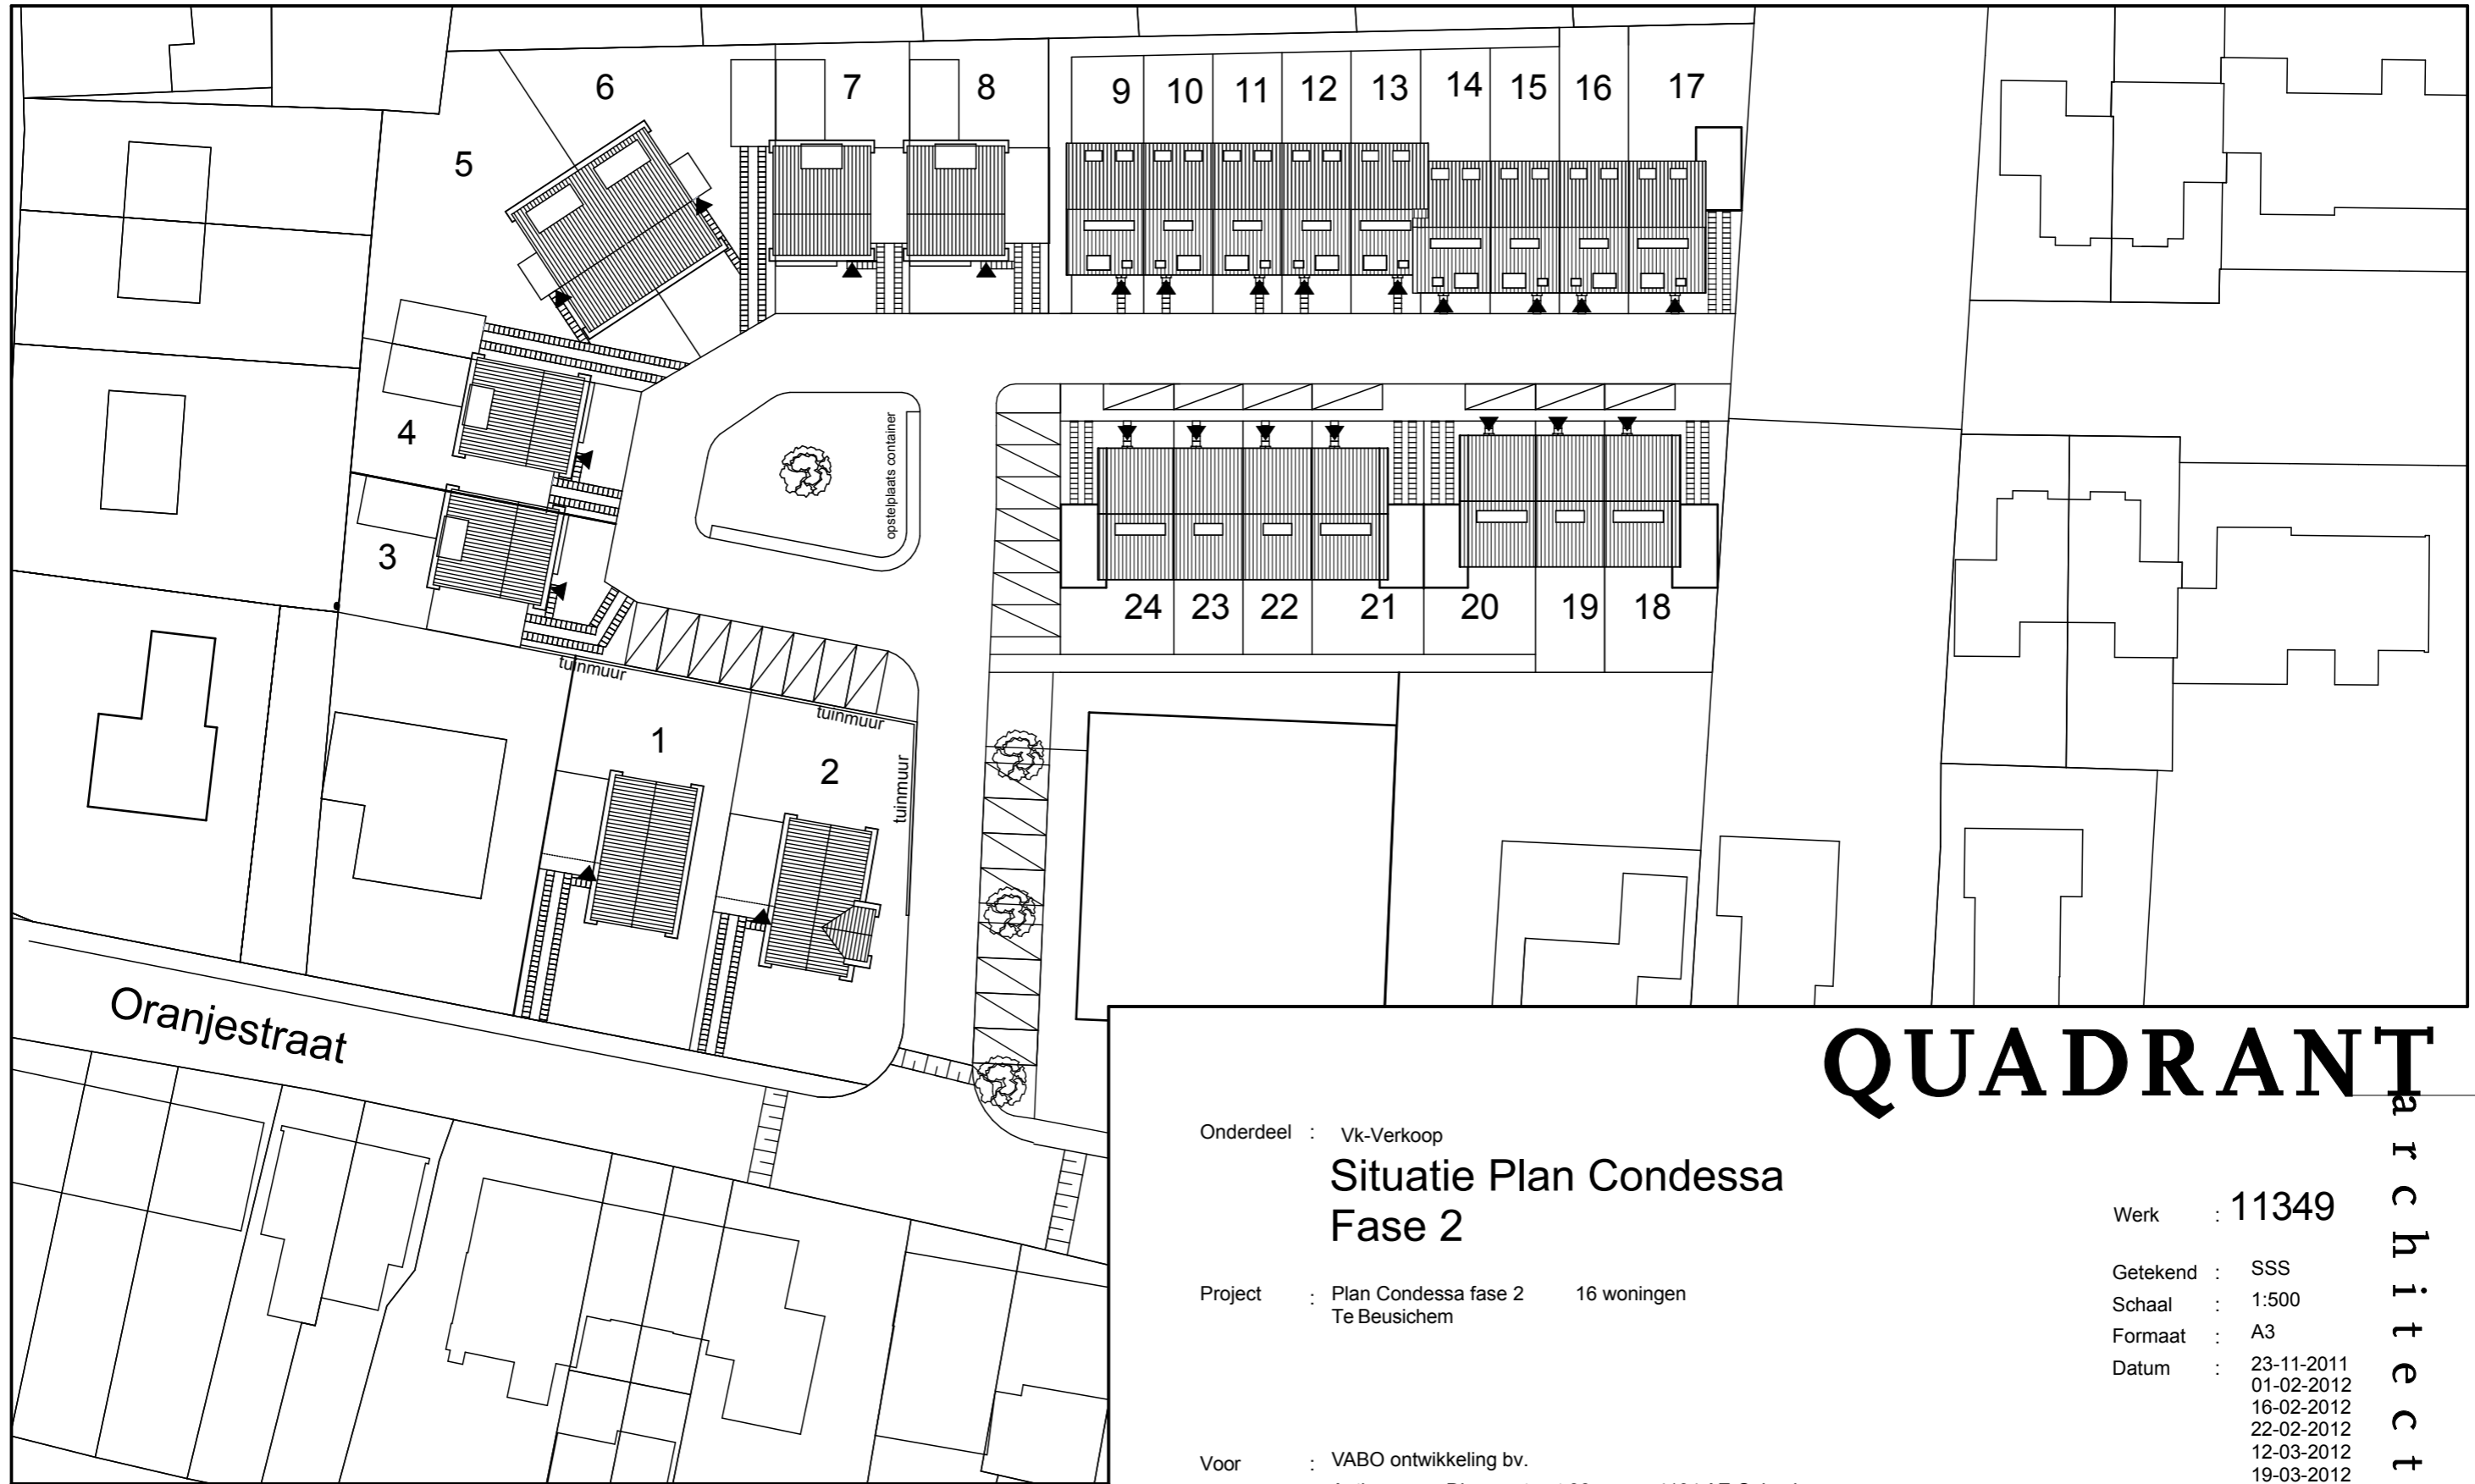 6
7
8
9
10
11
12
13
14
15
16
17
5
4
opstelplaats container
3
24
23
22
21
20
19
18
tuinmuur
tuinmuur
1
2
tuinmuur
Oranjestraat
QUADRANT
architect
Onderdeel : Vk-Verkoop
Situatie Plan Condessa
Fase 2
Werk : 11349
Project : Plan Condessa fase 2 16 woningen
Te Beusichem
Getekend : SSS
Schaal : 1:500
Formaat : A3
Datum : 23-11-2011
01-02-2012
16-02-2012
22-02-2012
12-03-2012
19-03-2012
Voor : VABO ontwikkeling bv.